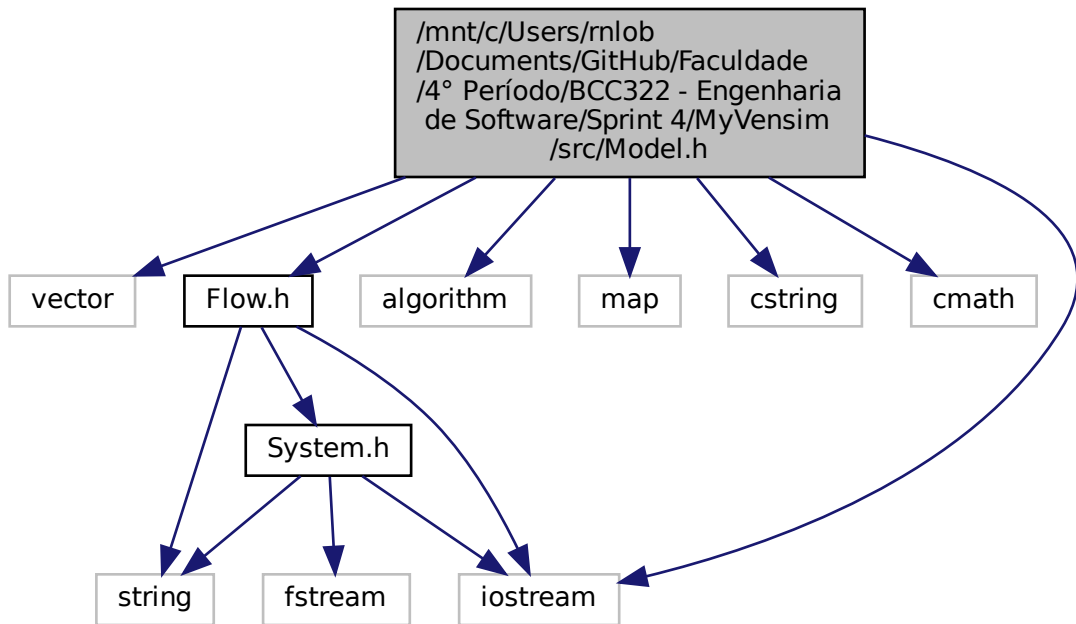 /mnt/c/Users/rnlob
/Documents/GitHub/Faculdade
/4° Período/BCC322 - Engenharia
de Software/Sprint 4/MyVensim
/src/Model.h
vector
Flow.h
algorithm
map
cstring
cmath
System.h
string
fstream
iostream